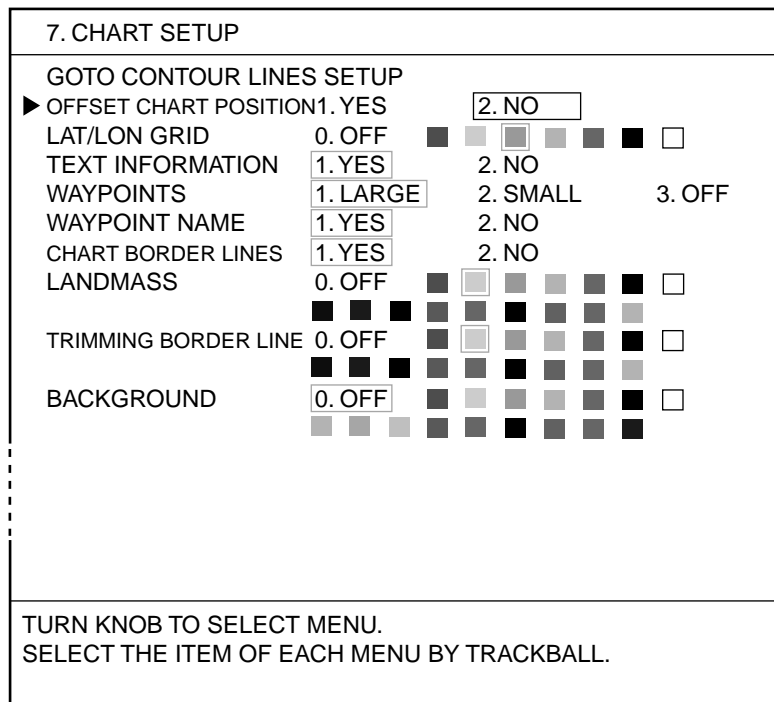 7. CHART SETUP
GOTO CONTOUR LINES SETUP
OFFSET CHART POSITION 1. YES 2. NO
LAT/LON GRID 0. OFF
TEXT INFORMATION 1. YES 2. NO
WAYPOINTS 1. LARGE 2. SMALL 3. OFF
WAYPOINT NAME 1. YES 2. NO
CHART BORDER LINES 1. YES 2. NO
LANDMASS 0. OFF
TRIMMING BORDER LINE 0. OFF
BACKGROUND 0. OFF
TURN KNOB TO SELECT MENU.
SELECT THE ITEM OF EACH MENU BY TRACKBALL.